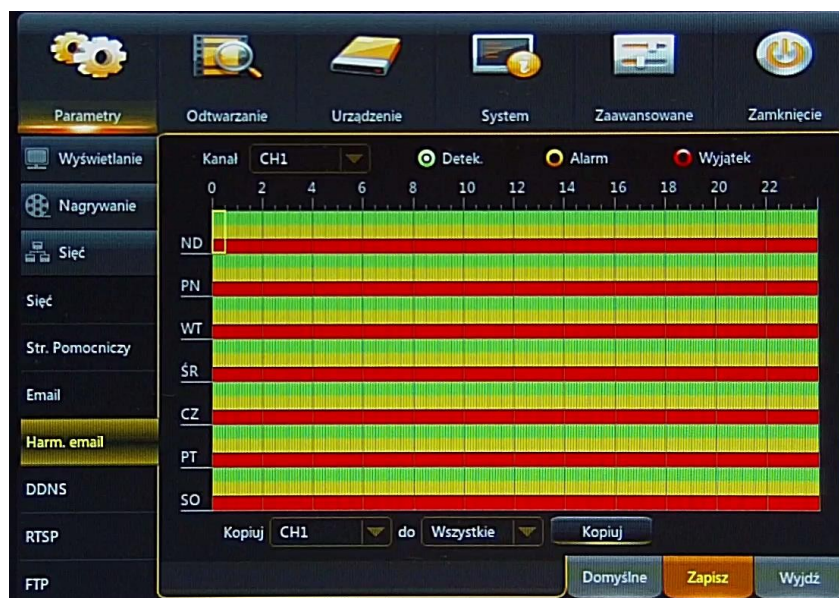 Parametry Odtwarzanie Urządzenie System Zaawansowane Zamknięcie
Wyświetlanie
Nagrywanie
Sięć
Sięć
Str. Pomocniczy
Email
Harm. email
DDNS
RTSP
FTP
Kanał CH1 Detek. Alarm Wyjątek
0 2 4 6 8 10 12 14 16 18 20 22
ND
PN
WT
ŚR
CZ
PT
SO
Kopiuj CH1 do Wszystkie Kopiuj
Domyślne Zapisz Wyjdź